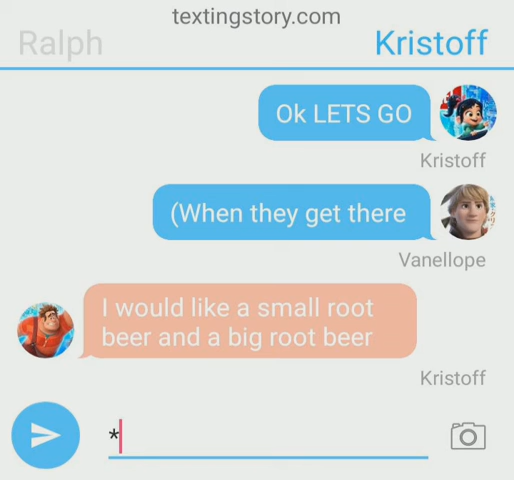 textingstory.com
Ralph
Kristoff
Ok LETS GO
Kristoff
(When they get there
Vanellope
I would like a small root
beer and a big root beer
Kristoff
*